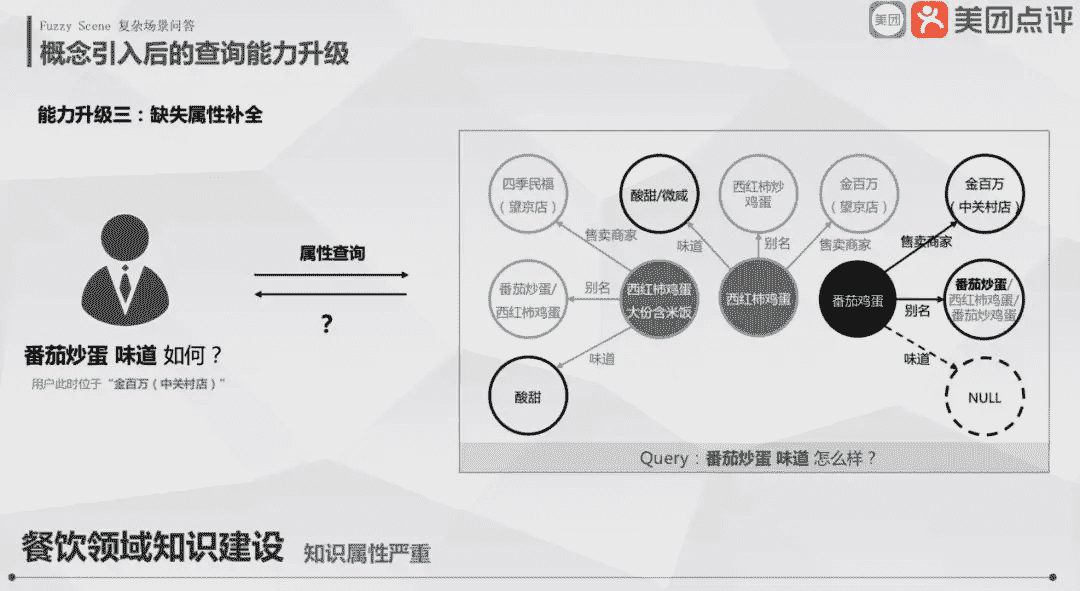 Fuzzy Scene 复杂场景问答
概念引入后的查询能力升级
美团
美团点评
能力升级三：缺失属性补全
四季民福
（望京店）
酸甜/微咸
西红柿炒
鸡蛋
金百万
（望京店）
金百万
（中关村店）
售卖商家
味道
别名
售卖商家
售卖商家
属性查询
番茄炒蛋/
西红柿鸡蛋
别名
西红柿鸡蛋
大份含米饭
西红柿鸡蛋
番茄鸡蛋
别名
番茄炒蛋/
西红柿鸡蛋/
番茄炒鸡蛋
？
番茄炒蛋 味道 如何？
用户此时位于“金百万（中关村店）”
味道
味道
酸甜
NULL
Query：番茄炒蛋 味道 怎么样？
餐饮领域知识建设 知识属性严重